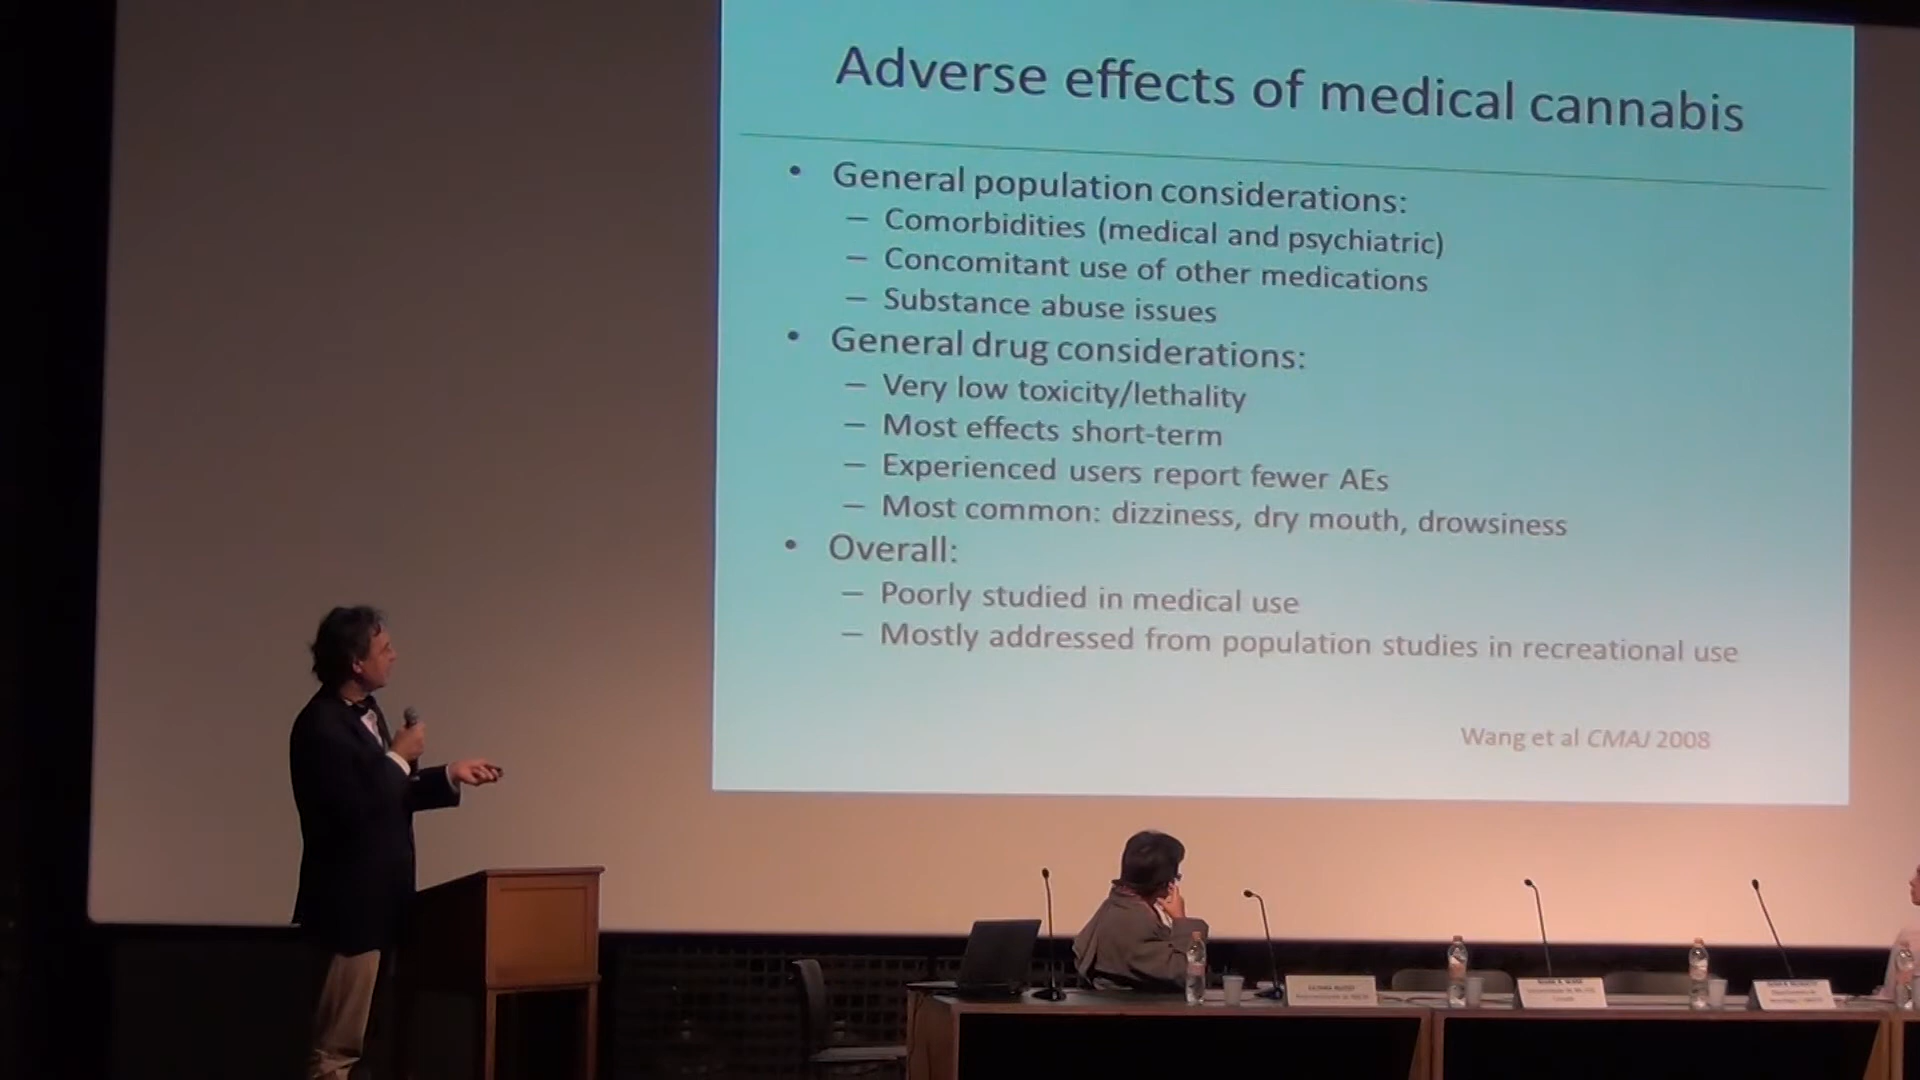 Adverse effects of medical cannabis
• General population considerations:
– Comorbidities (medical and psychiatric)
– Concomitant use of other medications
– Substance abuse issues
• General drug considerations:
– Very low toxicity/lethality
– Most effects short-term
– Experienced users report fewer AEs
– Most common: dizziness, dry mouth, drowsiness
• Overall:
– Poorly studied in medical use
– Mostly addressed from population studies in recreational use
Wang et al CMAJ 2008